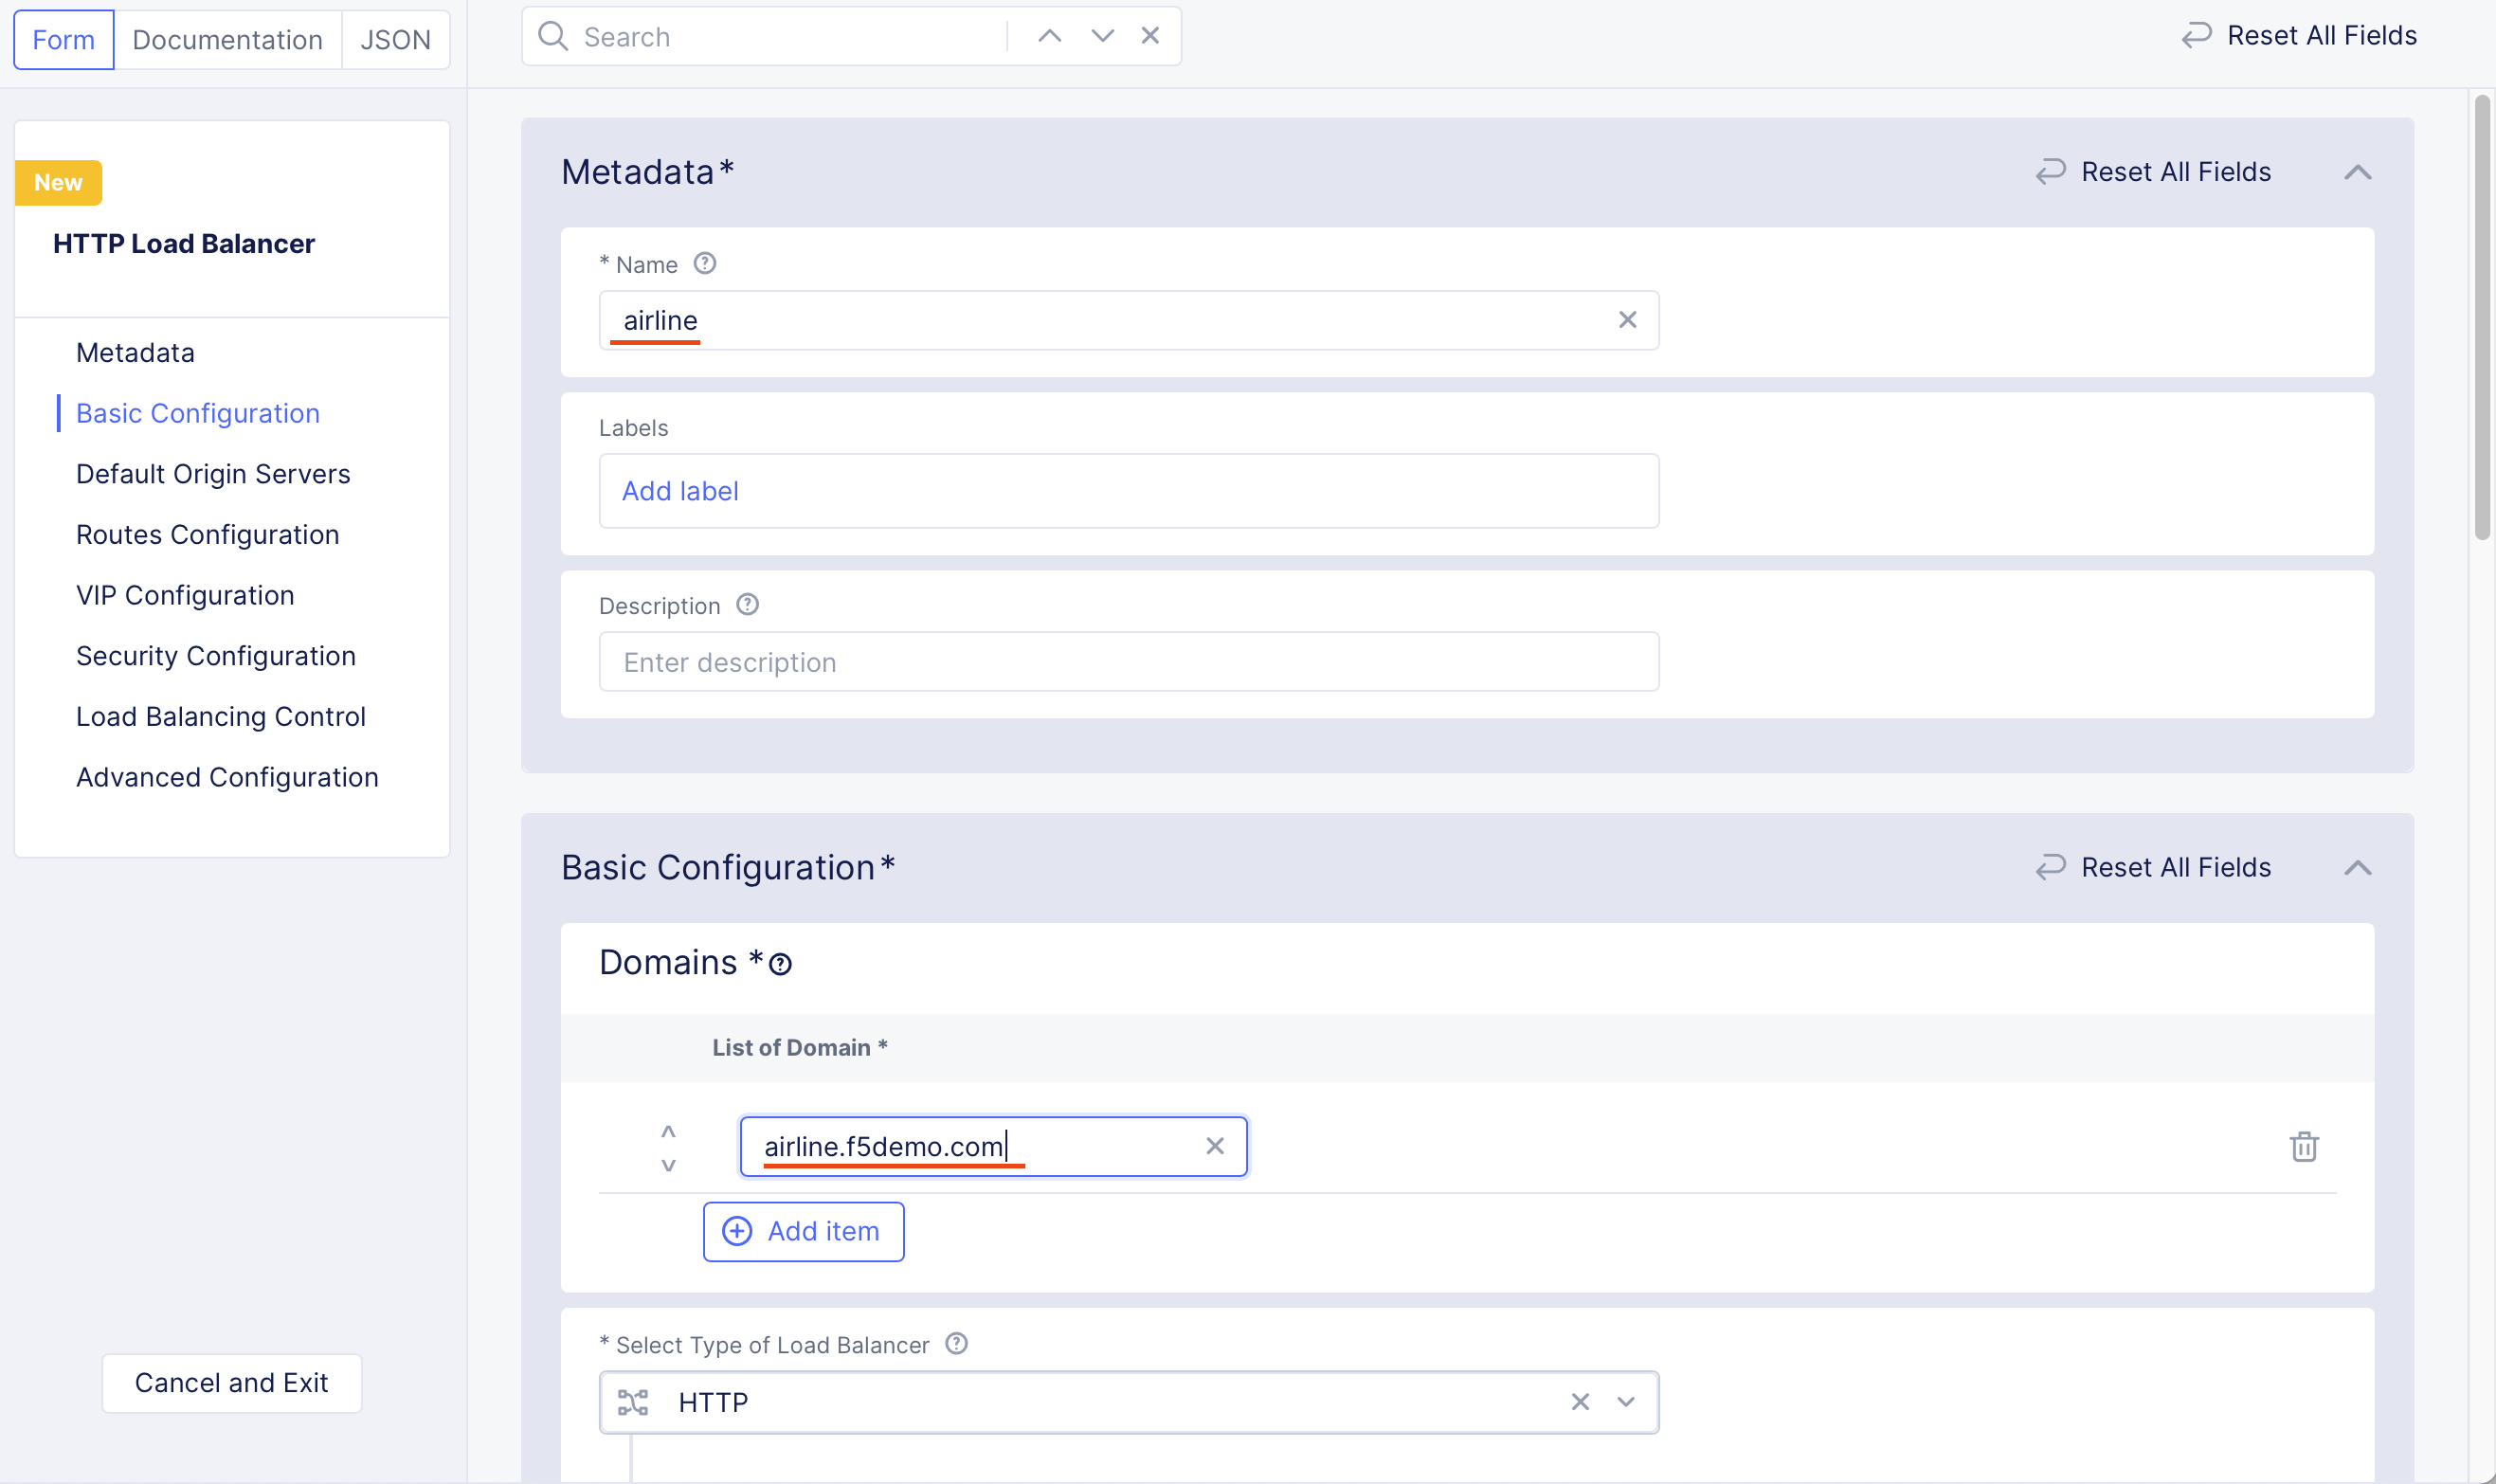 Form
Documentation
JSON
Search
Reset All Fields
New
HTTP Load Balancer
Metadata
Basic Configuration
Default Origin Servers
Routes Configuration
VIP Configuration
Security Configuration
Load Balancing Control
Advanced Configuration
Cancel and Exit
Metadata*
Reset All Fields
* Name
airline
Labels
Add label
Description
Enter description
Basic Configuration*
Reset All Fields
Domains *
List of Domain *
airline.f5demo.com
Add item
* Select Type of Load Balancer
HTTP